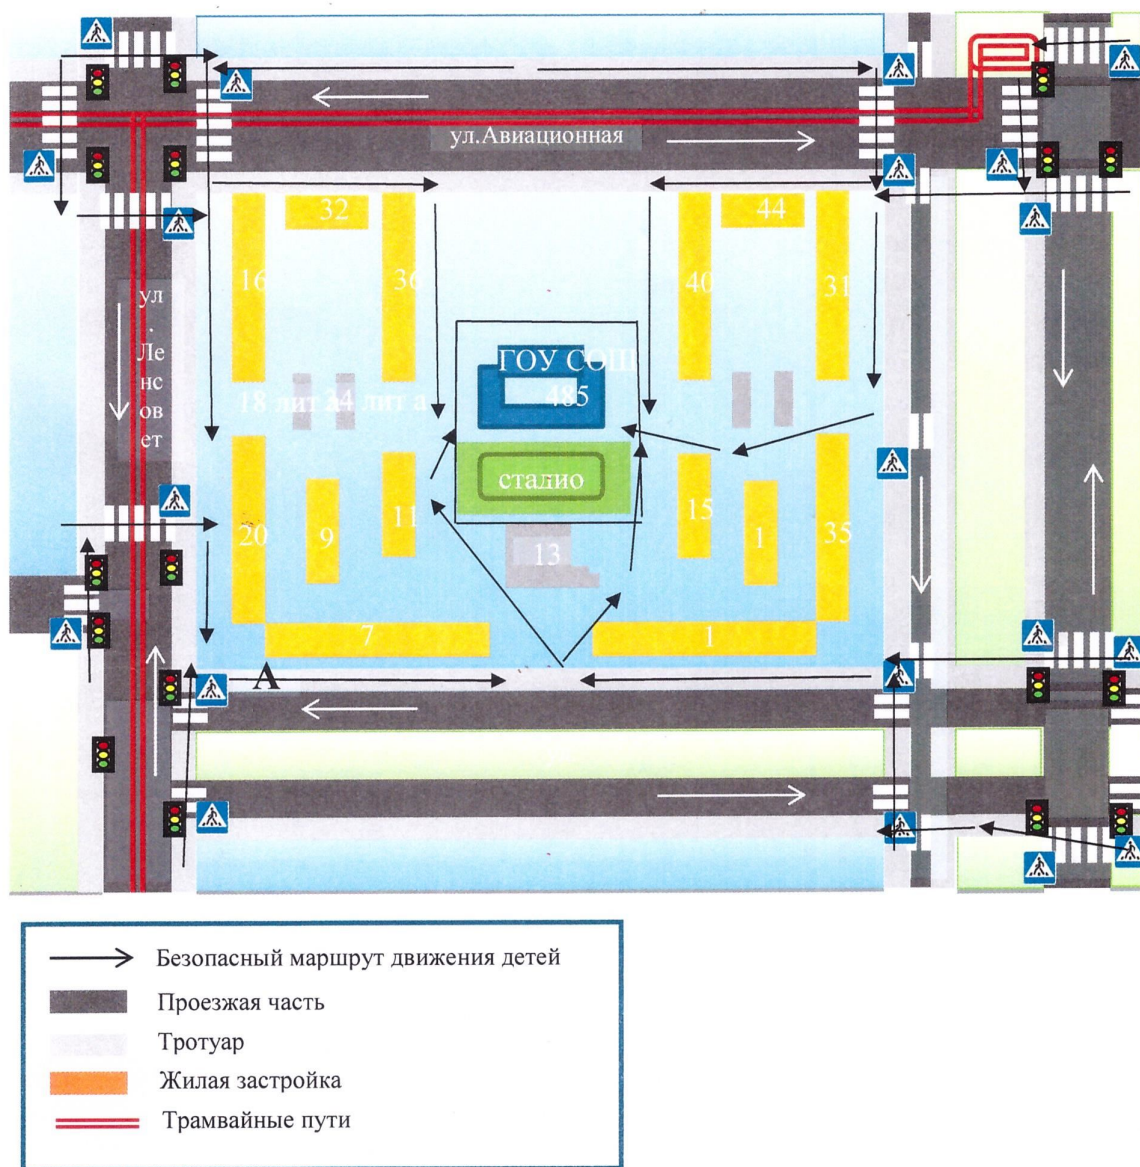 ул.Авиационная
32
44
16
36
40
31
ул
.
Ле
нс
ов
ет
ГОУ СОШ
485
18 лит а
34 лит а
стадио
20
9
11
13
15
1
35
7
1
А
Безопасный маршрут движения детей
Проезжая часть
Тротуар
Жилая застройка
Трамвайные пути